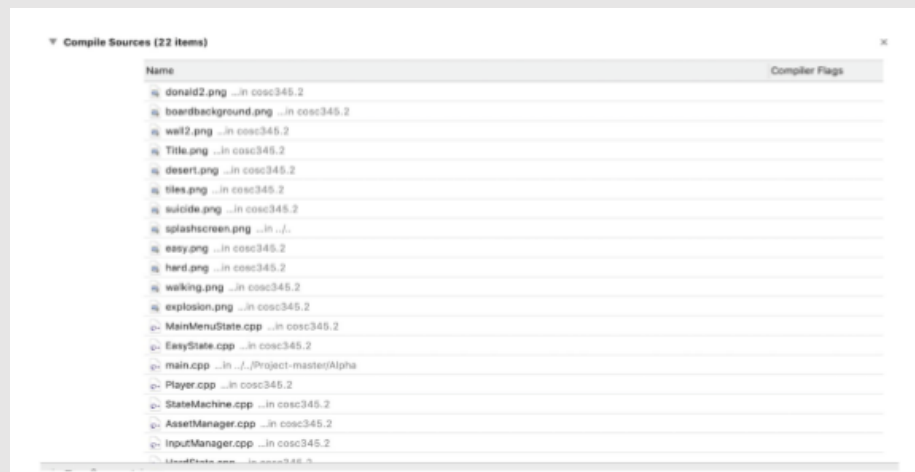 Compile Sources (22 items)
Name Compiler Flags
donald2.png ...in cosc345.2
boardbackground.png ...in cosc345.2
wall2.png ...in cosc345.2
Title.png ...in cosc345.2
desert.png ...in cosc345.2
tiles.png ...in cosc345.2
suicide.png ...in cosc345.2
splashscreen.png ...in ../..
easy.png ...in cosc345.2
hard.png ...in cosc345.2
walking.png ...in cosc345.2
explosion.png ...in cosc345.2
MainMenuState.cpp ...in cosc345.2
EasyState.cpp ...in cosc345.2
main.cpp ...in ../../Project-master/Alpha
Player.cpp ...in cosc345.2
StateMachine.cpp ...in cosc345.2
AssetManager.cpp ...in cosc345.2
InputManager.cpp ...in cosc345.2
HardState.cpp ...in cosc345.2